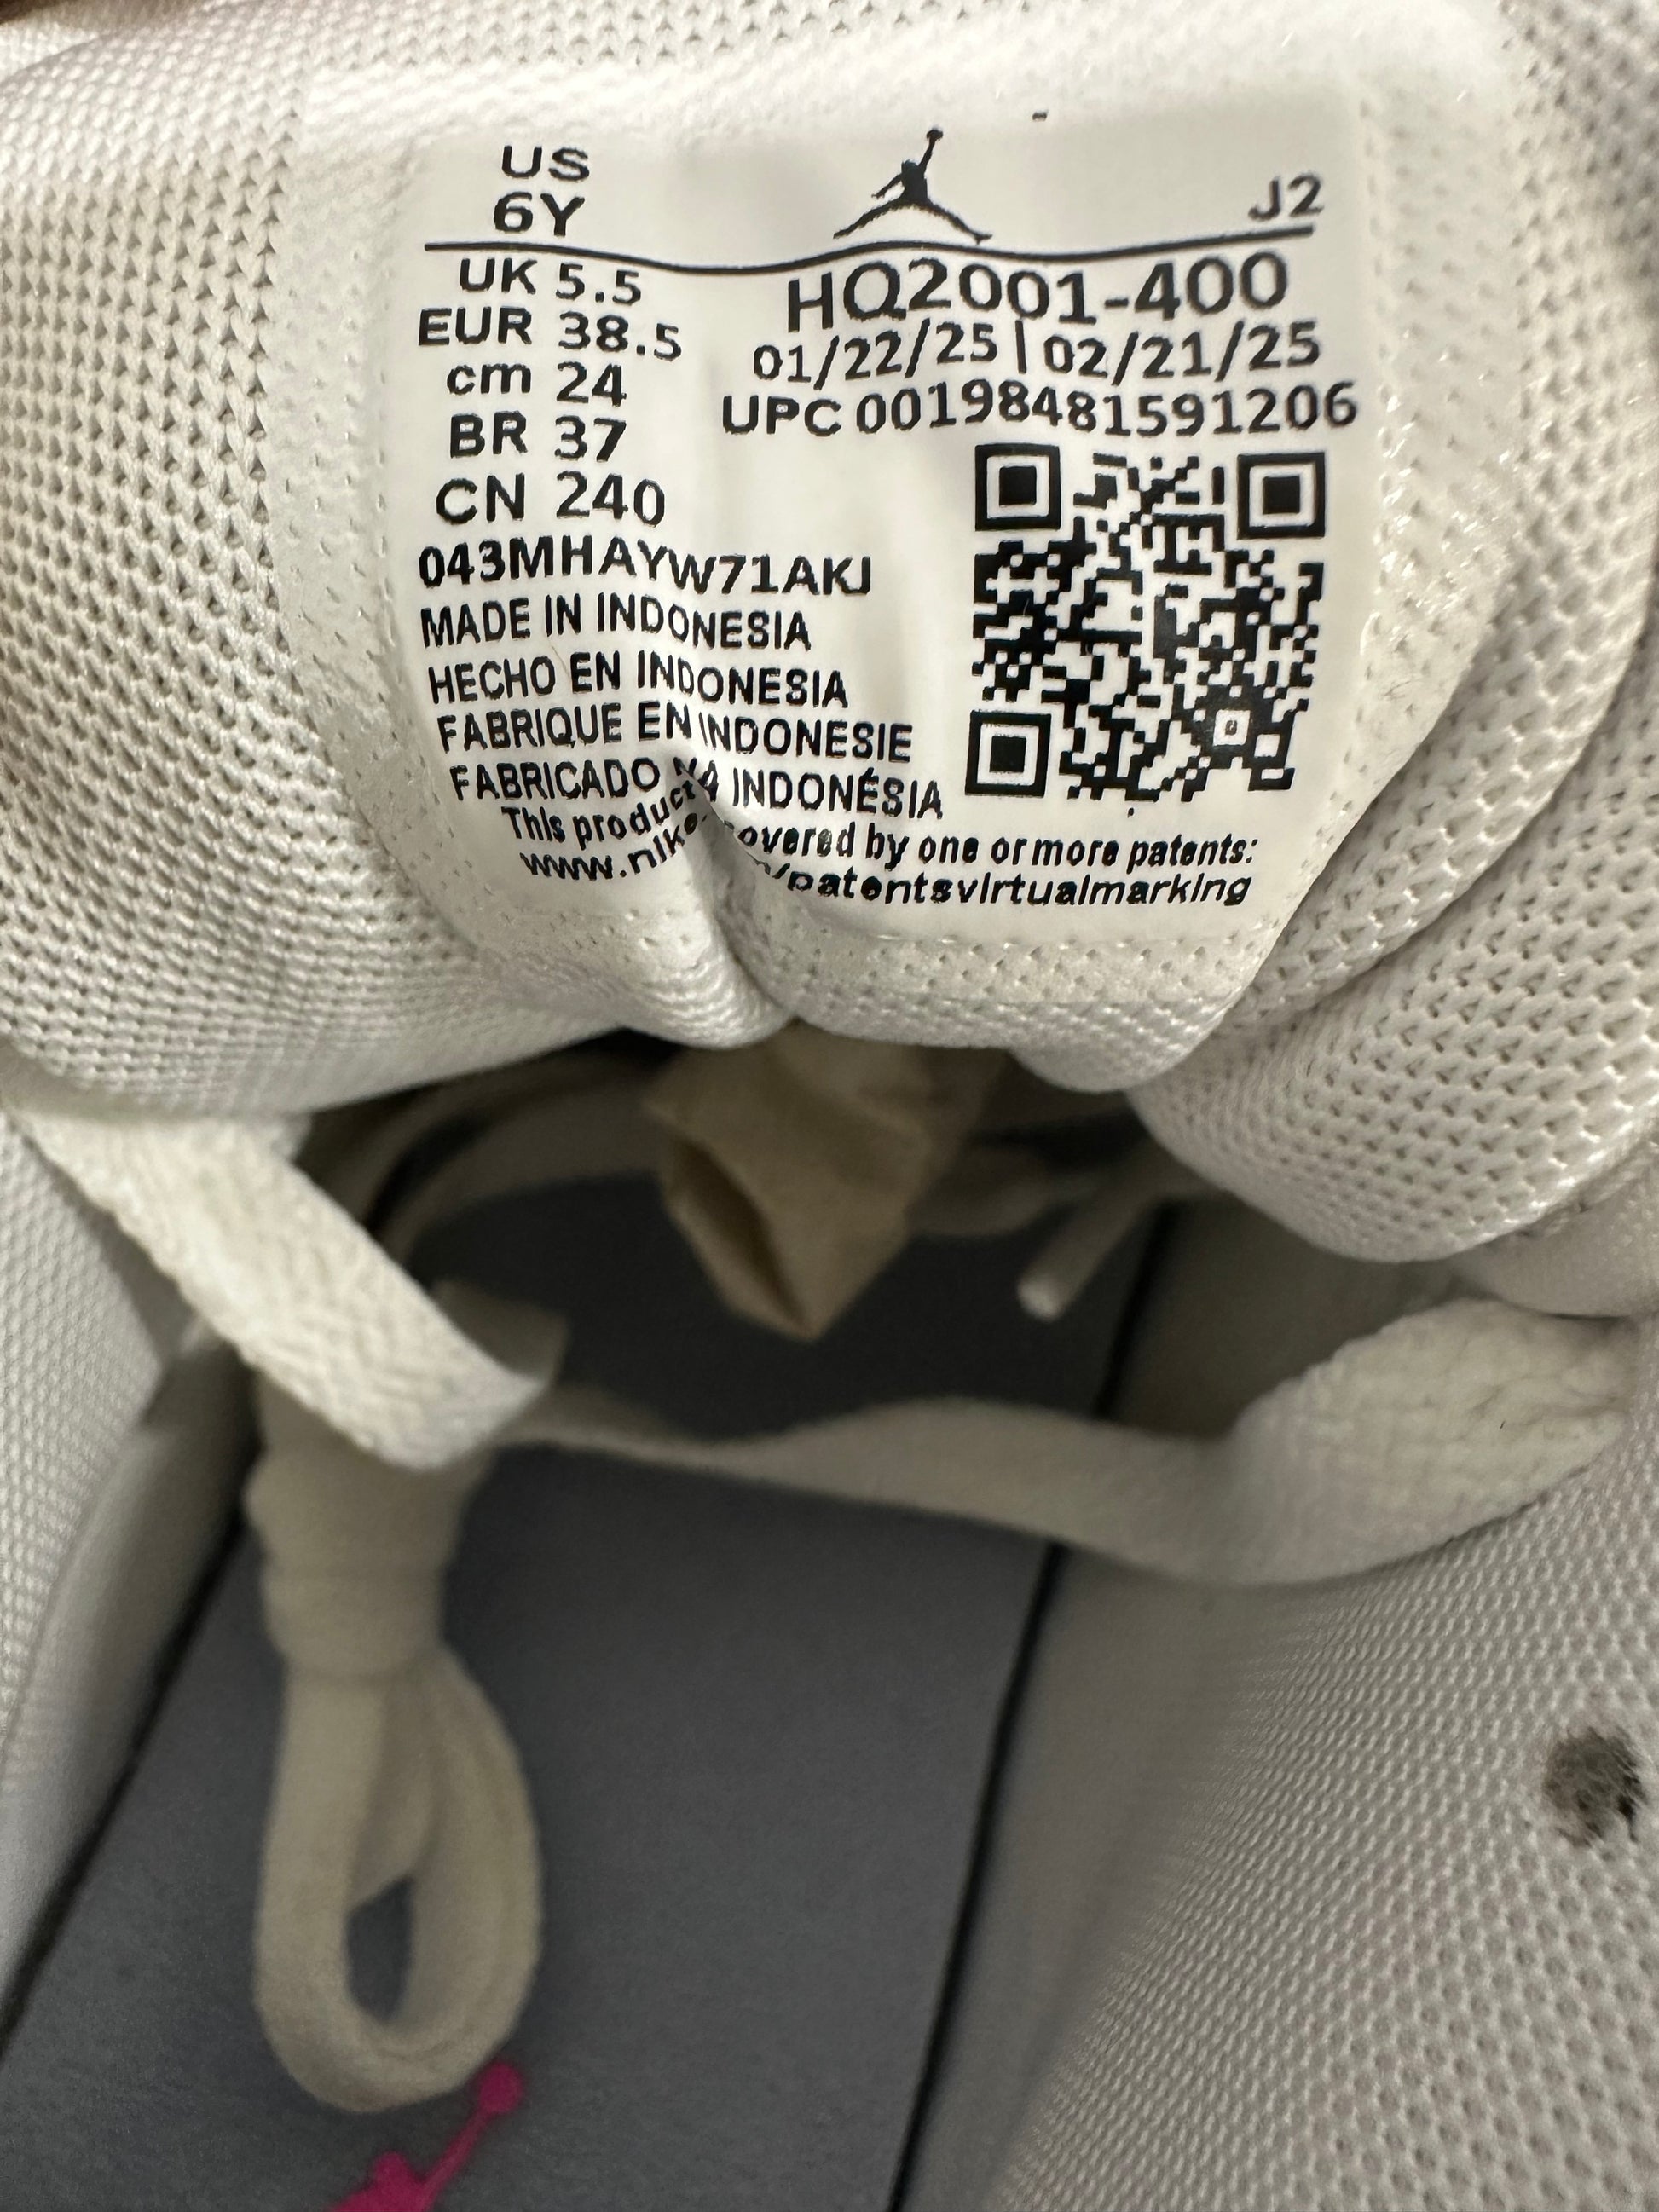 US
6Y
J2
UK 5.5
EUR 38.5
cm 24
BR 37
CN 240
HQ2001-400
01/22/25 | 02/21/25
UPC 00198481591206
043MHAYW71AKJ
MADE IN INDONESIA
HECHO EN INDONESIA
FABRIQUE EN INDONESIE
FABRICADO NA INDONÉSIA
This product covered by one or more patents:
www.nike /patentsvirtualmarking